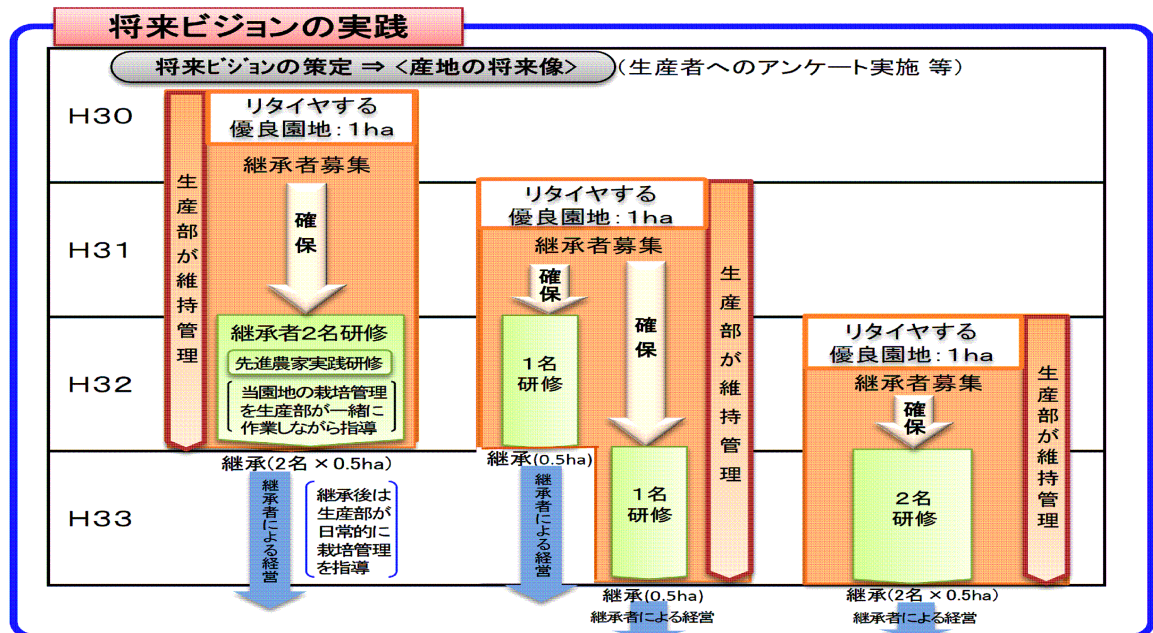 将来ビジョンの実践
将来ビジョンの策定 ⇒ <産地の将来像> (生産者へのアンケート実施 等)
H30
H31
H32
H33
生産部が維持管理
リタイヤする
優良園地:1ha
継承者募集
確保
継承者2名研修
先進農家実践研修
当園地の栽培管理
を生産部が一緒に
作業しながら指導
継承(2名×0.5ha)
継承者による経営
継承後は
生産部が
日常的に
栽培管理
を指導
リタイヤする
優良園地:1ha
継承者募集
確保
1名
研修
継承(0.5ha)
継承者による経営
確保
1名
研修
継承(0.5ha)
継承者による経営
生産部が維持管理
リタイヤする
優良園地:1ha
継承者募集
確保
2名
研修
継承(2名×0.5ha)
継承者による経営
生産部が維持管理